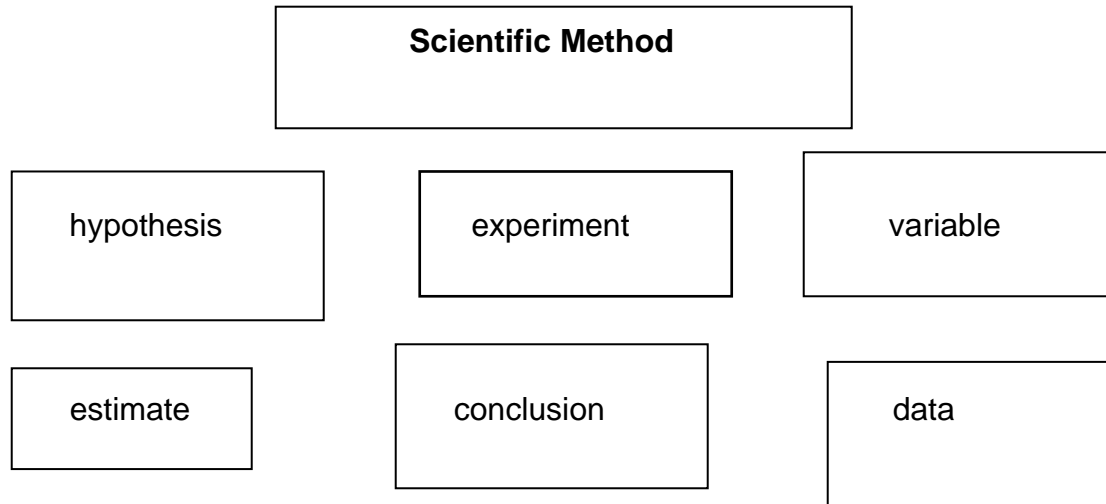 Scientific Method
hypothesis
experiment
variable
estimate
conclusion
data